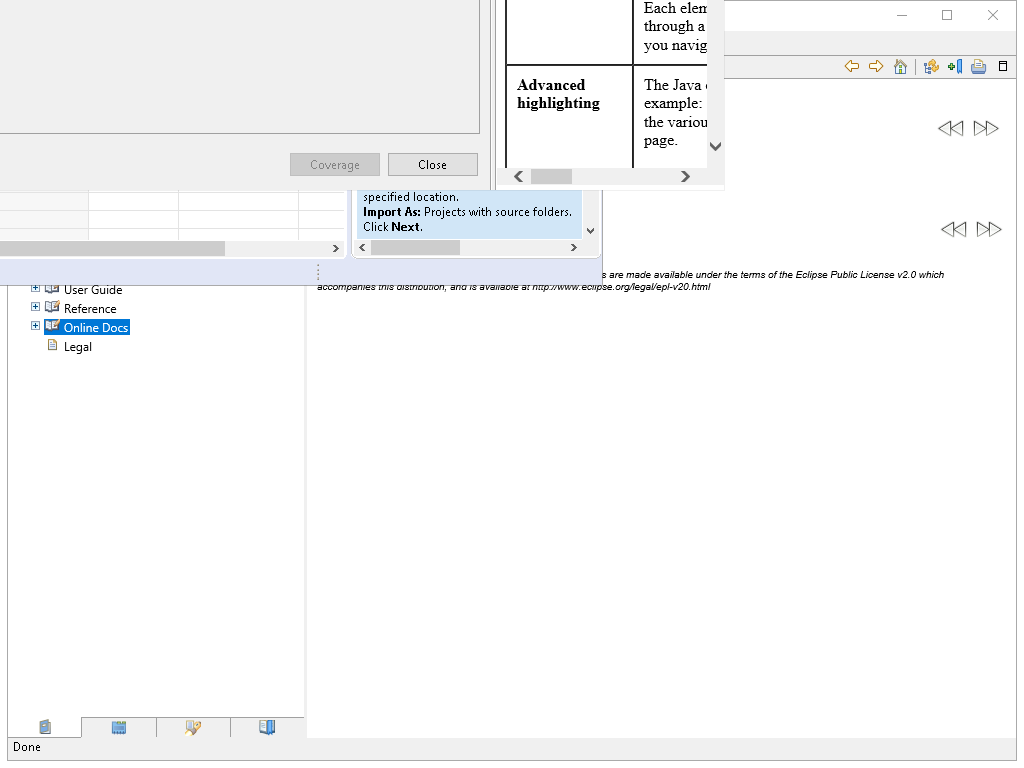 Each elem
through a
you navig
Advanced
highlighting
The Java
example:
the variou
page.
Coverage
Close
specified location.
Import As: Projects with source folders.
Click Next.
s are made available under the terms of the Eclipse Public License v2.0 which
accompanies this distribution, and is available at http://www.eclipse.org/legal/epl-v20.html
User Guide
Reference
Online Docs
Legal
Done